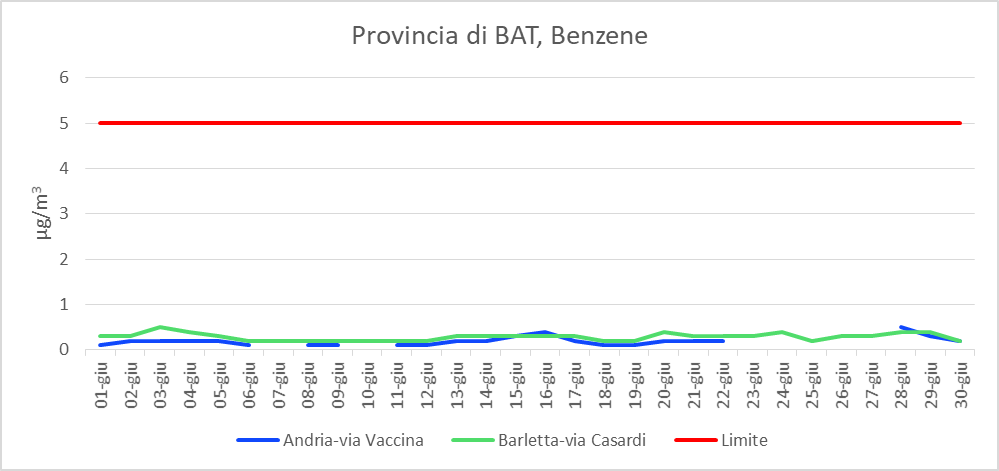 Provincia di BAT, Benzene
6
5
4
3
2
1
0
µg/m³
01-giu
02-giu
03-giu
04-giu
05-giu
06-giu
07-giu
08-giu
09-giu
10-giu
11-giu
12-giu
13-giu
14-giu
15-giu
16-giu
17-giu
18-giu
19-giu
20-giu
21-giu
22-giu
23-giu
24-giu
25-giu
26-giu
27-giu
28-giu
29-giu
30-giu
Andria-via Vaccina Barletta-via Casardi Limite